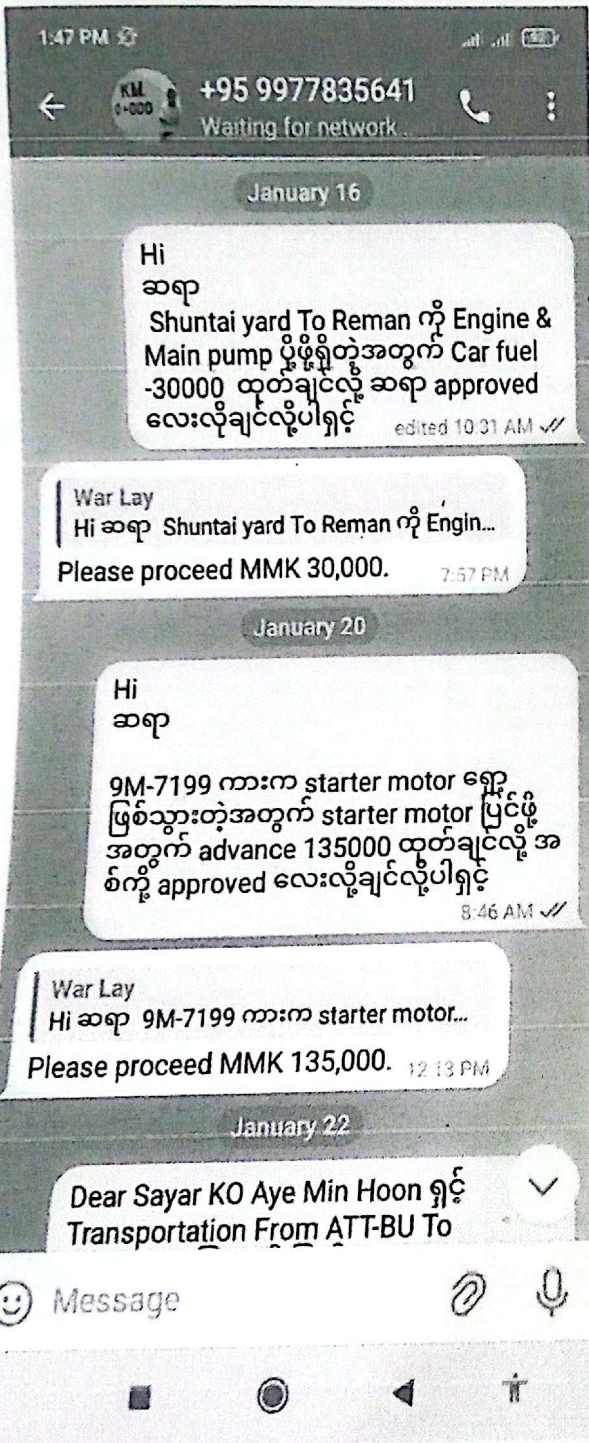 1:47 PM
KM
0+000
+95 9977835641
Waiting for network...
January 16
Hi
ဆရာ
Shuntai yard To Reman ကို Engine &
Main pump ပို့ဖို့ရှိတဲ့အတွက် Car fuel
-30000 ထုတ်ချင်လို့ ဆရာ approved
လေးလိုချင်လို့ပါရှင့်
edited 10:31 AM
War Lay
Hi ဆရာ Shuntai yard To Reman ကို Engin...
Please proceed MMK 30,000.
7:57 PM
January 20
Hi
ဆရာ
9M-7199 ကားက starter motor ရှော့
ဖြစ်သွားတဲ့အတွက် starter motor ပြင်ဖို့
အတွက် advance 135000 ထုတ်ချင်လို့ အ
စ်ကို့ approved လေးလို့ချင်လို့ပါရှင့်
8:46 AM
War Lay
Hi ဆရာ 9M-7199 ကားက starter motor...
Please proceed MMK 135,000.
12:13 PM
January 22
Dear Sayar KO Aye Min Hoon ရှင့်
Transportation From ATT-BU To
Message